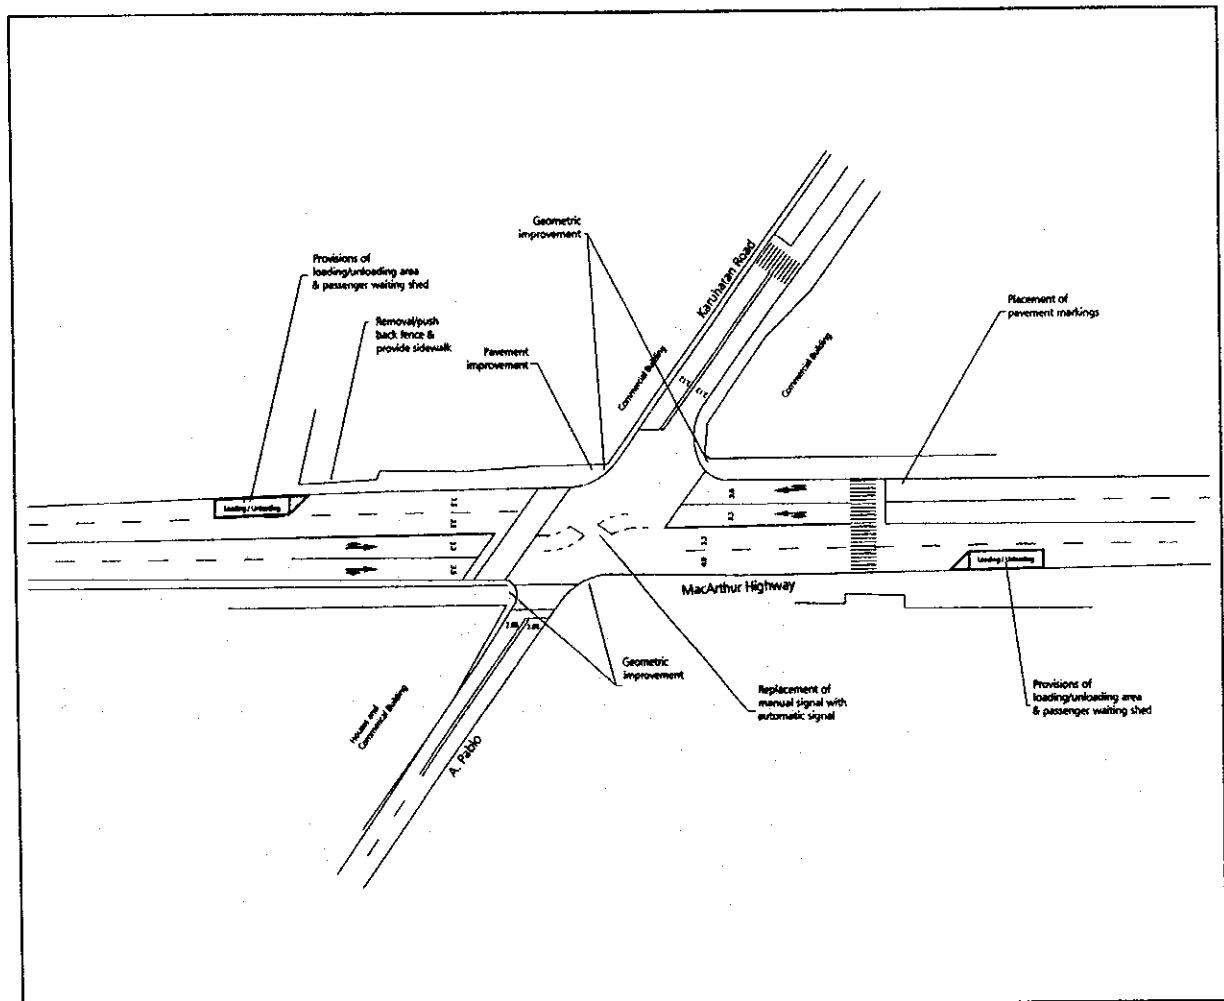 Geometric
improvement
Provisions of
loading/unloading area
& passenger waiting shed
Removal/push
back fence &
provide sidewalk
Pavement
improvement
Karuhatan Road
Commercial Building
Commercial Building
Placement of
pavement markings
Loading / Unloading
3.0
Loading / Unloading
MacArthur Highway
Geometric
improvement
Replacement of
manual signal with
automatic signal
Provisions of
loading/unloading area
& passenger waiting shed
Houses and
Commercial Building
A. Pablo